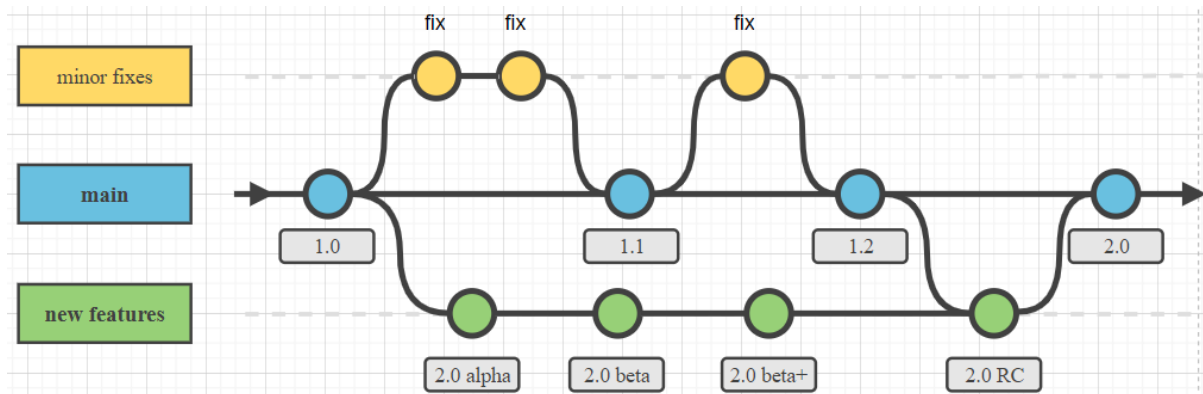 fix
fix
fix
minor fixes
main
1.0
1.1
1.2
2.0
new features
2.0 alpha
2.0 beta
2.0 beta+
2.0 RC